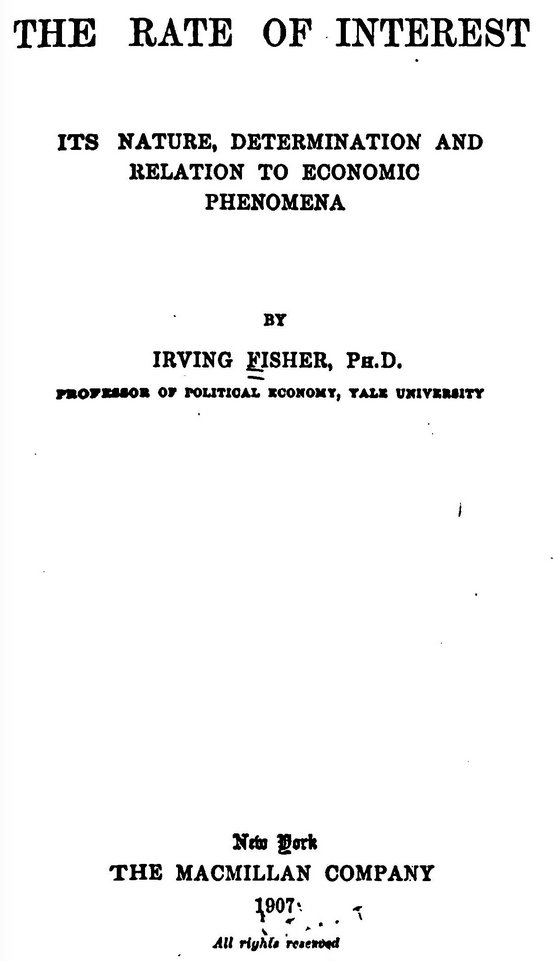 THE RATE OF INTEREST
ITS NATURE, DETERMINATION AND
RELATION TO ECONOMIC
PHENOMENA
BY
IRVING FISHER, PH.D.
PROFESSOR OF POLITICAL ECONOMY, YALE UNIVERSITY
New York
THE MACMILLAN COMPANY
1907
All rights reserved